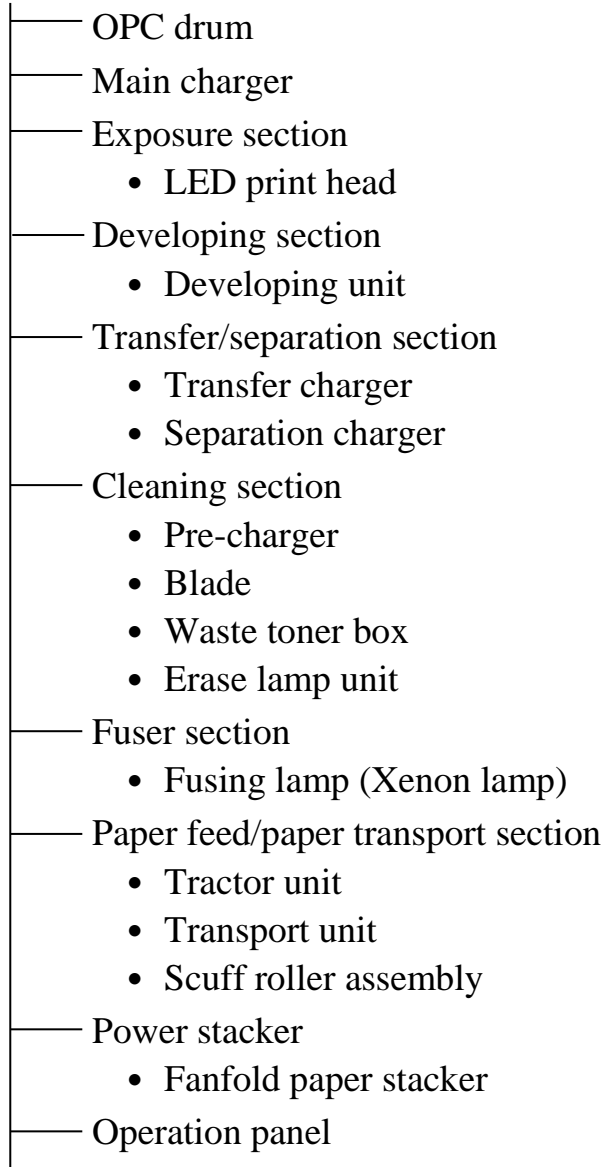 OPC drum
Main charger
Exposure section
• LED print head
Developing section
• Developing unit
Transfer/separation section
• Transfer charger
• Separation charger
Cleaning section
• Pre-charger
• Blade
• Waste toner box
• Erase lamp unit
Fuser section
• Fusing lamp (Xenon lamp)
Paper feed/paper transport section
• Tractor unit
• Transport unit
• Scuff roller assembly
Power stacker
• Fanfold paper stacker
Operation panel